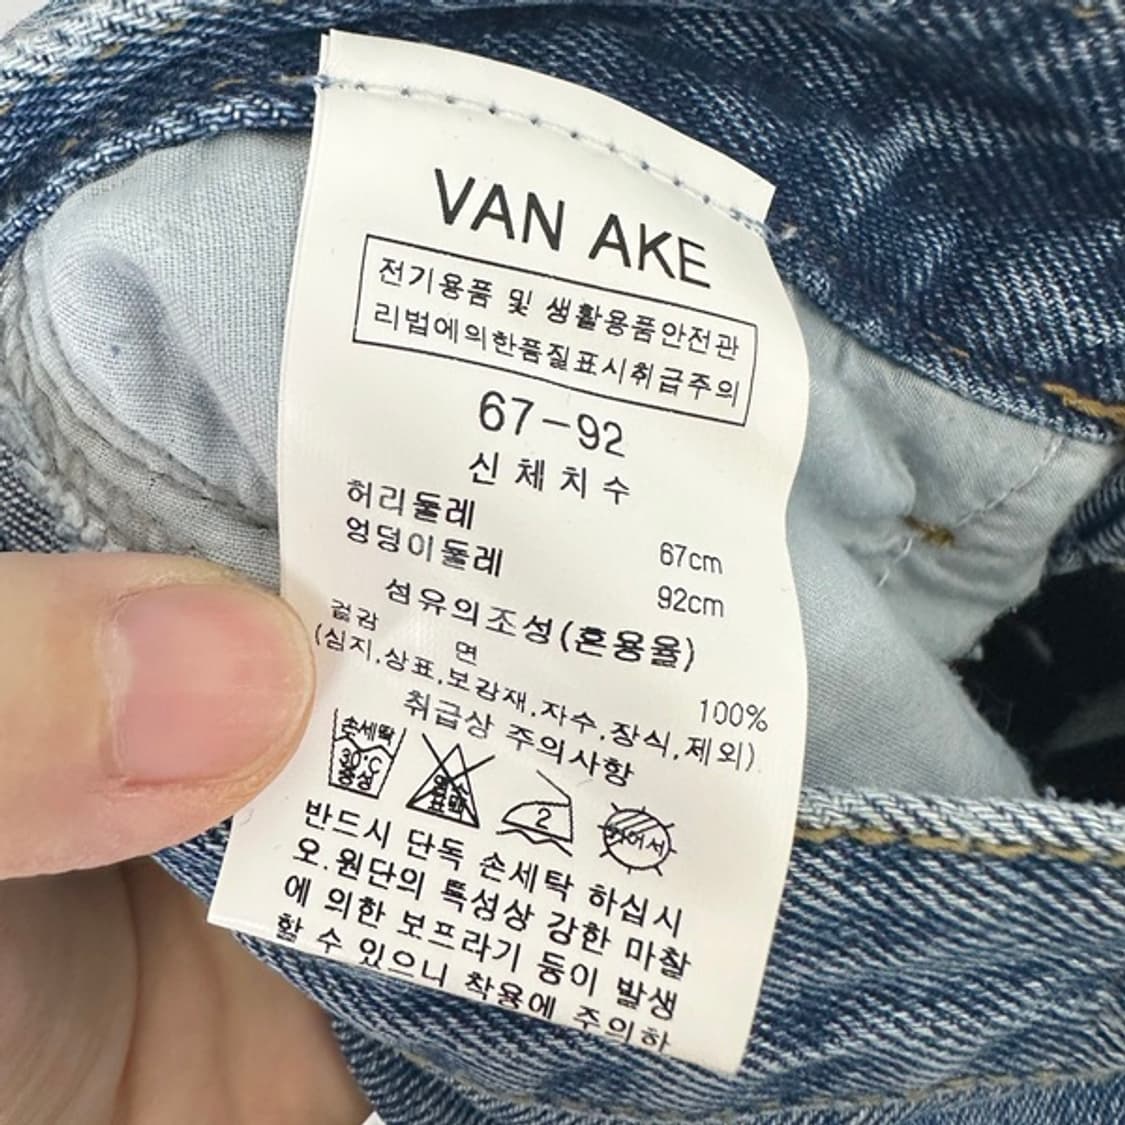 VAN AKE
전기용품 및 생활용품안전관
리법에의한품질표시취급주의
67-92
신체치수
허리둘레 67cm
엉덩이둘레 92cm
섬유의조성(혼용율)
겉감 면 100%
(심지,상표,보강재,자수,장식,제외)
취급상 주의사항
손세탁
30°C
중성
염소
표백
2
반드시 단독 손세탁 하십시
오.원단의 특성상 강한 마찰
에 의한 보프라기 등이 발생
할 수 있으니 착용에 주의하